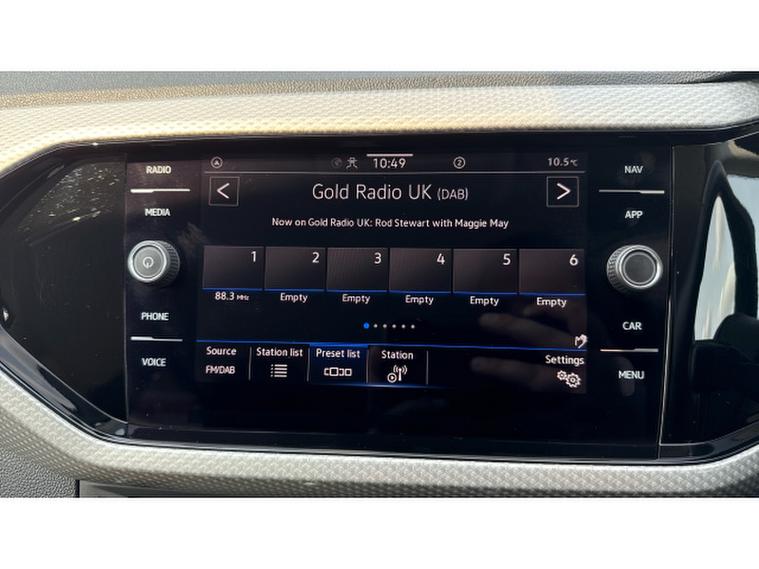 RADIO
MEDIA
PHONE
VOICE
10:49
2
10.5°C
Gold Radio UK (DAB)
Now on Gold Radio UK: Rod Stewart with Maggie May
1 2 3 4 5 6
88.3 MHz Empty Empty Empty Empty Empty
Source Station list Preset list Station Settings
FM/DAB
NAV
APP
CAR
MENU